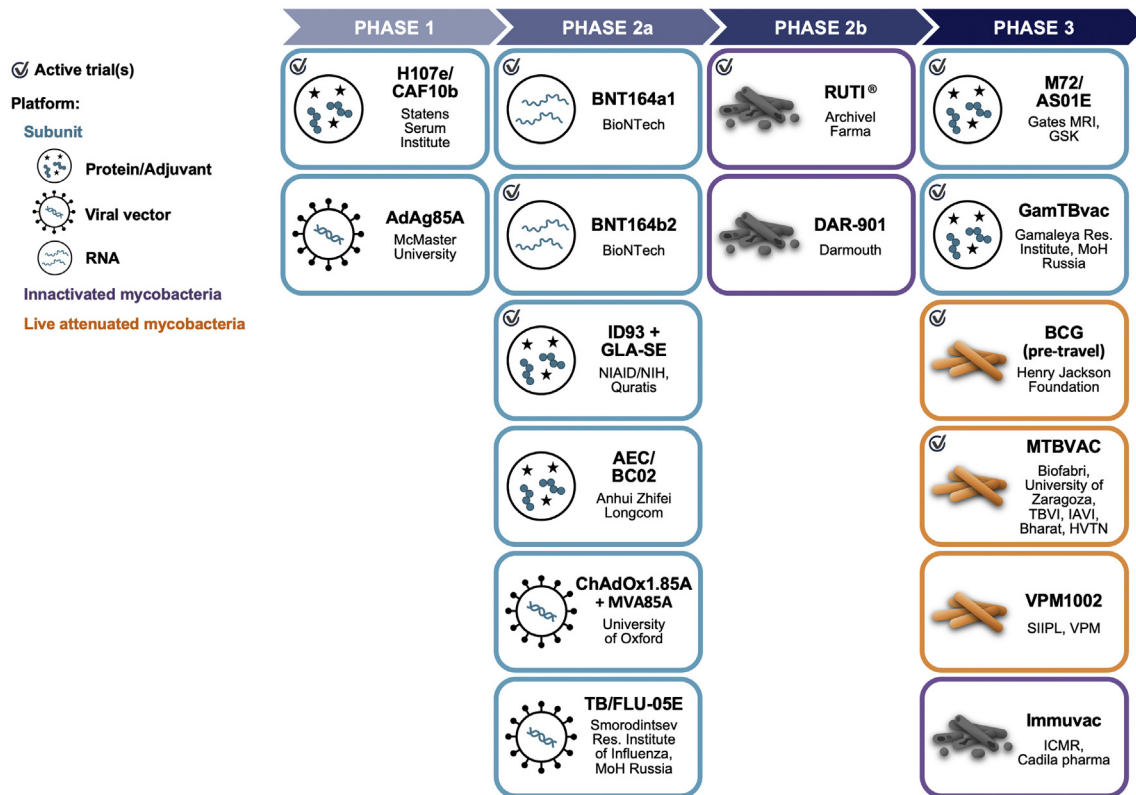 PHASE 1
PHASE 2a
PHASE 2b
PHASE 3
Active trial(s)
Platform:
Subunit
Protein/Adjuvant
Viral vector
RNA
Innactivated mycobacteria
Live attenuated mycobacteria
H107e/
CAF10b
Statens
Serum
Institute
AdAg85A
McMaster
University
BNT164a1
BioNTech
BNT164b2
BioNTech
ID93 +
GLA-SE
NIAID/NIH,
Quratis
AEC/
BC02
Anhui Zhifei
Longcom
ChAdOx1.85A
+ MVA85A
University
of Oxford
TB/FLU-05E
Smorodintsev
Res. Institute
of Influenza,
MoH Russia
RUTI ®
Archivel
Farma
DAR-901
Darmouth
M72/
AS01E
Gates MRI,
GSK
GamTBvac
Gamaleya Res.
Institute, MoH
Russia
BCG
(pre-travel)
Henry Jackson
Foundation
MTBVAC
Biofabri,
University of
Zaragoza,
TBVI, IAVI,
Bharat, HVTN
VPM1002
SIIPL, VPM
Immuvac
ICMR,
Cadila pharma